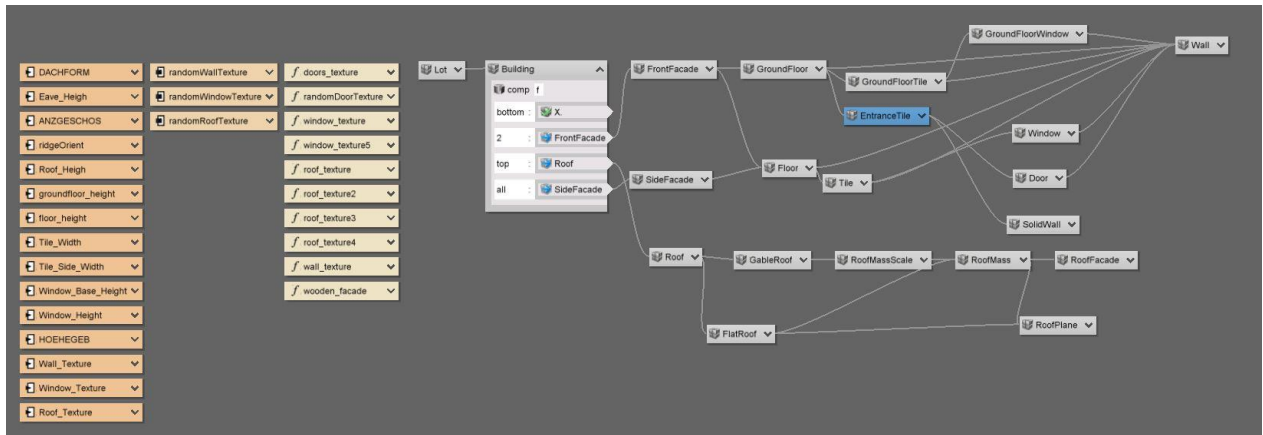 DACHFORM
Eave_Heigh
ANZGESCHOS
ridgeOrient
Roof_Heigh
groundfloor_height
floor_height
Tile_Width
Tile_Side_Width
Window_Base_Height
Window_Height
HOEHEGEB
Wall_Texture
Window_Texture
Roof_Texture
randomWallTexture
randomWindowTexture
randomRoofTexture
f doors_texture
f randomDoorTexture
f window_texture
f window_texture5
f roof_texture
f roof_texture2
f roof_texture3
f roof_texture4
f wall_texture
f wooden_facade
Lot
Building
comp f
bottom : X.
2 : FrontFacade
top : Roof
all : SideFacade
FrontFacade
SideFacade
Roof
GroundFloor
Floor
GableRoof
FlatRoof
GroundFloorTile
EntranceTile
Tile
RoofMassScale
GroundFloorWindow
Window
Door
SolidWall
RoofMass
RoofFacade
RoofPlane
Wall